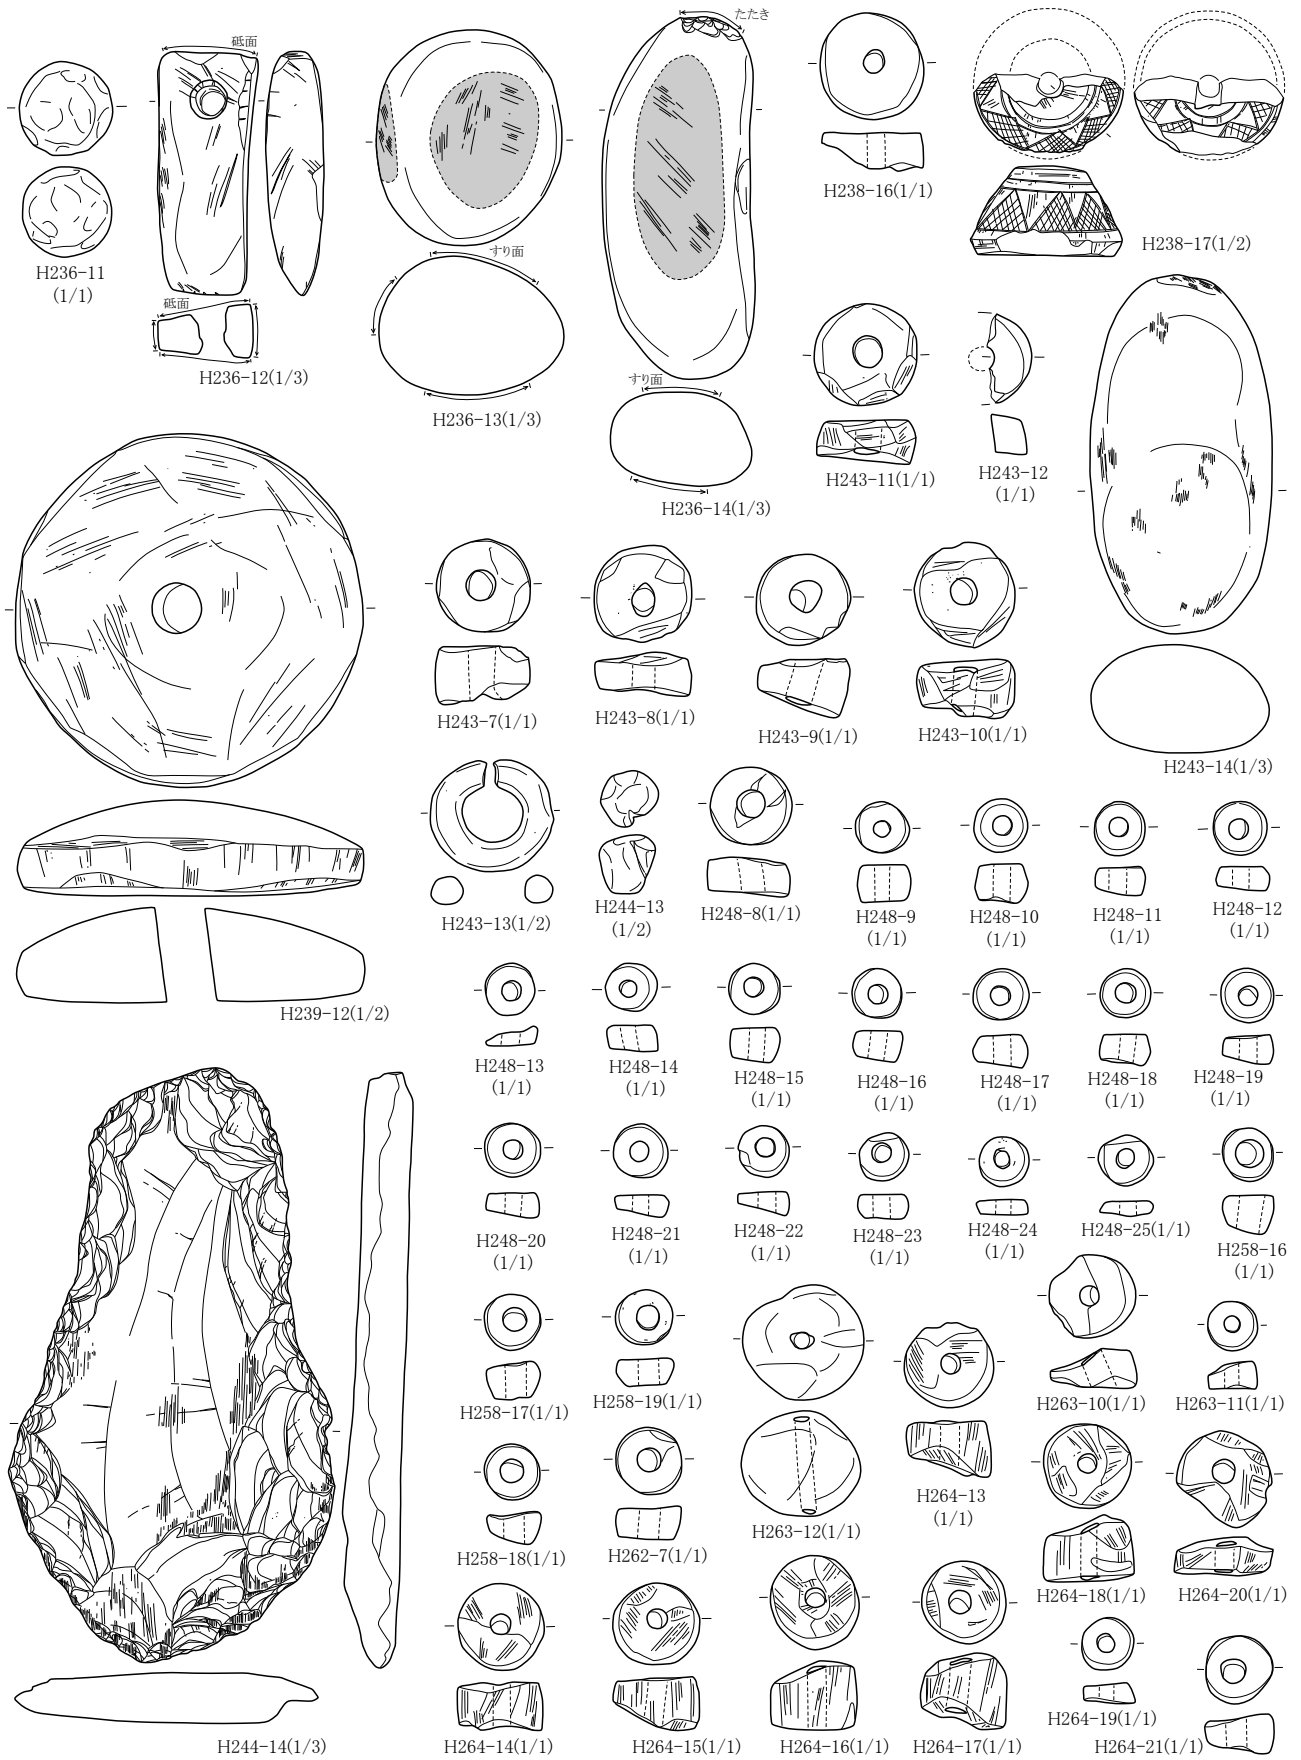 たたき
砥面
H236-11
(1/1)
砥面
H236-12(1/3)
すり面
H236-13(1/3)
すり面
H236-14(1/3)
H238-16(1/1)
H238-17(1/2)
H243-11(1/1)
H243-12
(1/1)
H243-7(1/1)
H243-8(1/1)
H243-9(1/1)
H243-10(1/1)
H243-14(1/3)
H239-12(1/2)
H243-13(1/2)
H244-13
(1/2)
H248-8(1/1)
H248-9
(1/1)
H248-10
(1/1)
H248-11
(1/1)
H248-12
(1/1)
H248-13
(1/1)
H248-14
(1/1)
H248-15
(1/1)
H248-16
(1/1)
H248-17
(1/1)
H248-18
(1/1)
H248-19
(1/1)
H248-20
(1/1)
H248-21
(1/1)
H248-22
(1/1)
H248-23
(1/1)
H248-24
(1/1)
H248-25(1/1)
H258-16
(1/1)
H258-17(1/1)
H258-19(1/1)
H263-10(1/1)
H263-11(1/1)
H264-13
(1/1)
H263-12(1/1)
H258-18(1/1)
H262-7(1/1)
H264-18(1/1)
H264-20(1/1)
H244-14(1/3)
H264-14(1/1)
H264-15(1/1)
H264-16(1/1)
H264-17(1/1)
H264-19(1/1)
H264-21(1/1)